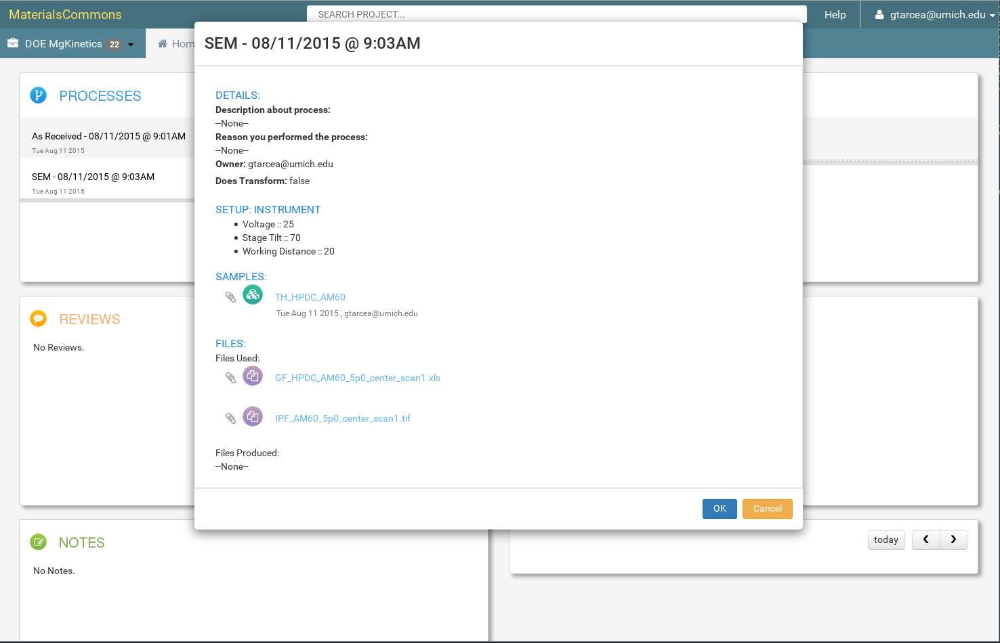 MaterialsCommons
SEARCH PROJECT...
Help
gtarcea@umich.edu
DOE MgKinetics 22
Hom
SEM - 08/11/2015 @ 9:03AM
PROCESSES
As Received - 08/11/2015 @ 9:01AM
Tue Aug 11 2015
SEM - 08/11/2015 @ 9:03AM
Tue Aug 11 2015
REVIEWS
No Reviews.
NOTES
No Notes.
DETAILS:
Description about process:
--None--
Reason you performed the process:
--None--
Owner: gtarcea@umich.edu
Does Transform: false
SETUP: INSTRUMENT
Voltage :: 25
Stage Tilt :: 70
Working Distance :: 20
SAMPLES:
TH_HPDC_AM60
Tue Aug 11 2015 , gtarcea@umich.edu
FILES:
Files Used:
GF_HPDC_AM60_5p0_center_scan1.xls
IPF_AM60_5p0_center_scan1.tif
Files Produced:
--None--
OK
Cancel
today